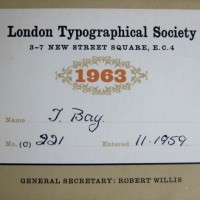 London Typographical Society
3–7 NEW STREET SQUARE, E.C.4
1963
Name J. Bay.
No. (C) 221 Entered 11.1959.
GENERAL SECRETARY: ROBERT WILLIS